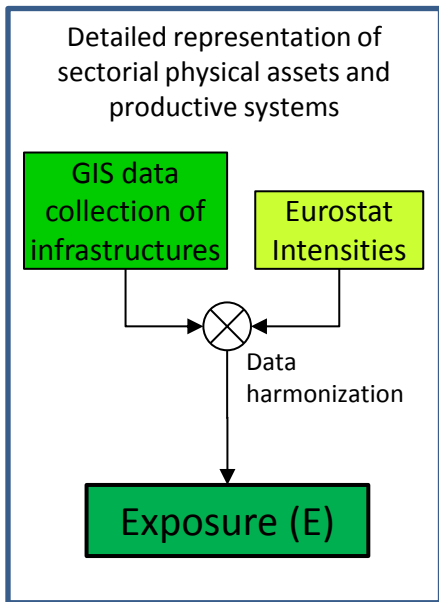 Detailed representation of
sectorial physical assets and
productive systems
GIS data
collection of
infrastructures
Eurostat
Intensities
Data
harmonization
Exposure (E)